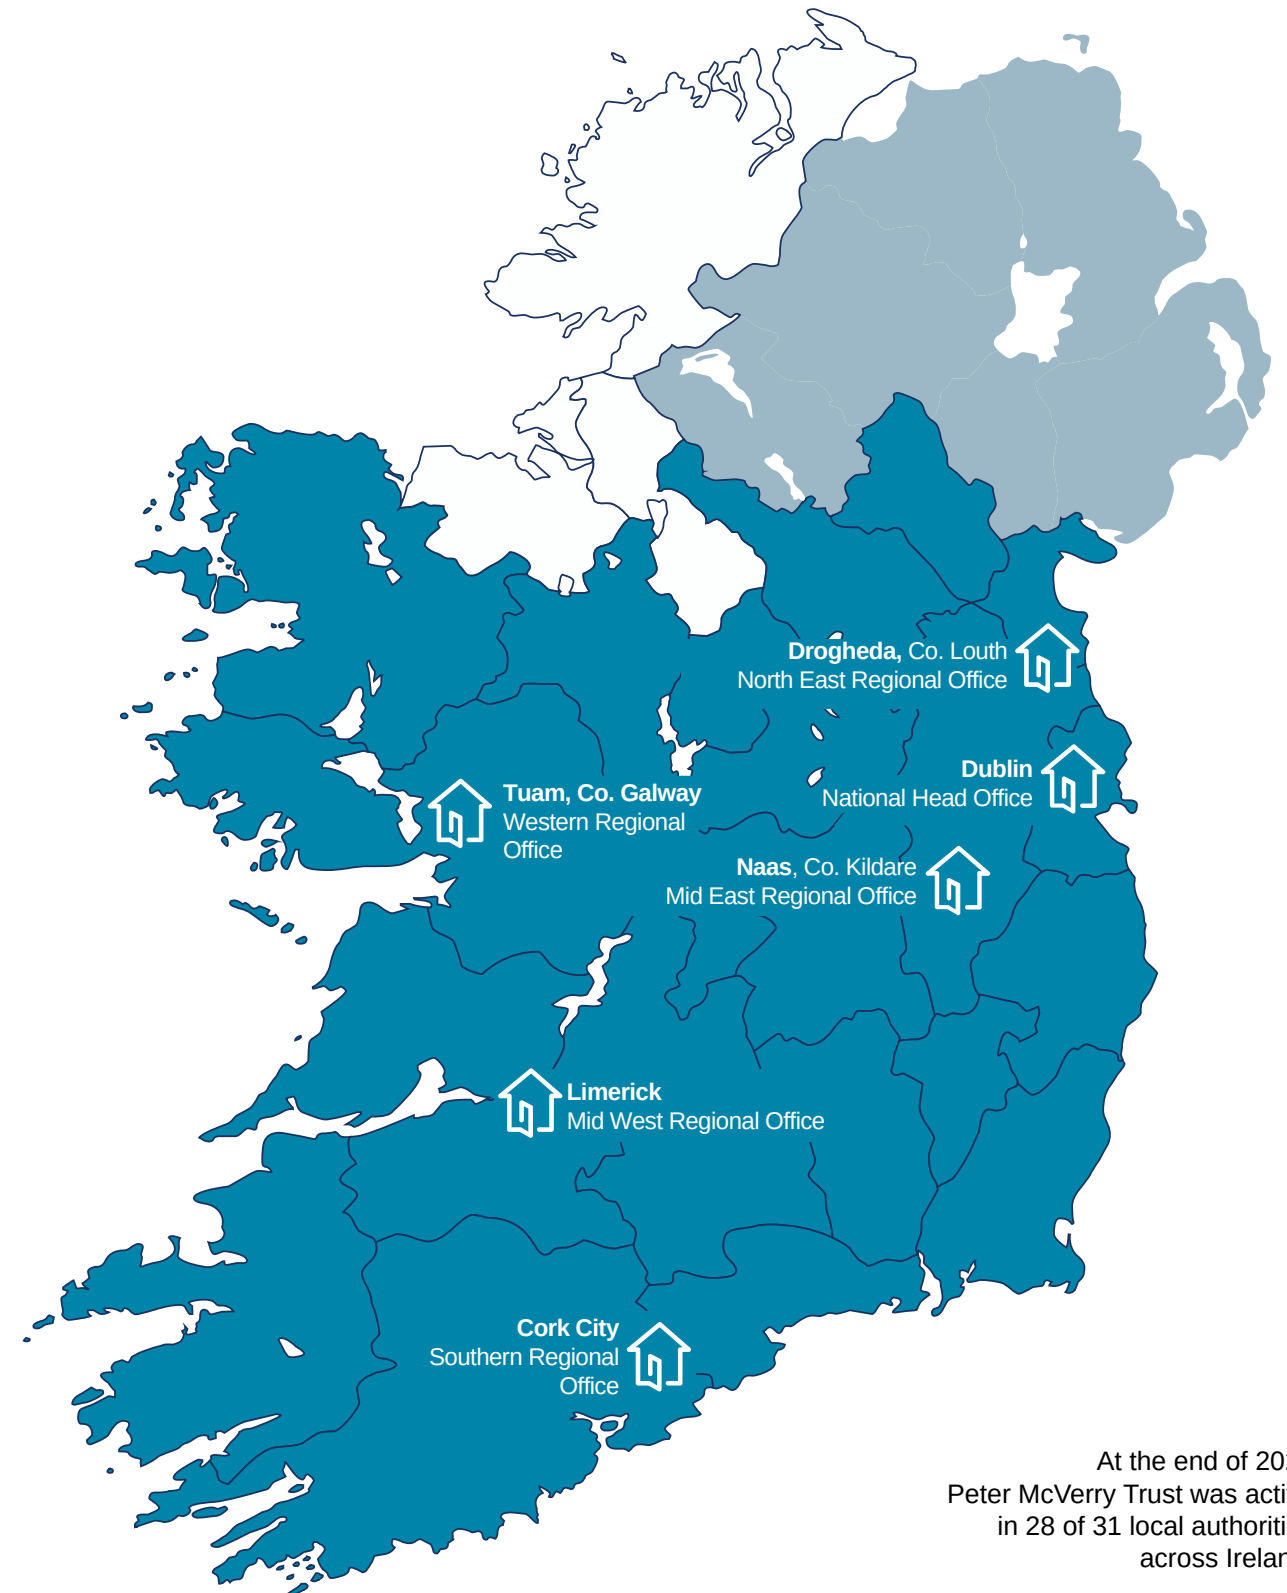 Drogheda, Co. Louth
North East Regional Office
Dublin
National Head Office
Tuam, Co. Galway
Western Regional
Office
Naas, Co. Kildare
Mid East Regional Office
Limerick
Mid West Regional Office
Cork City
Southern Regional
Office
At the end of
Peter McVerry Trust was
in 28 of 31 local
across